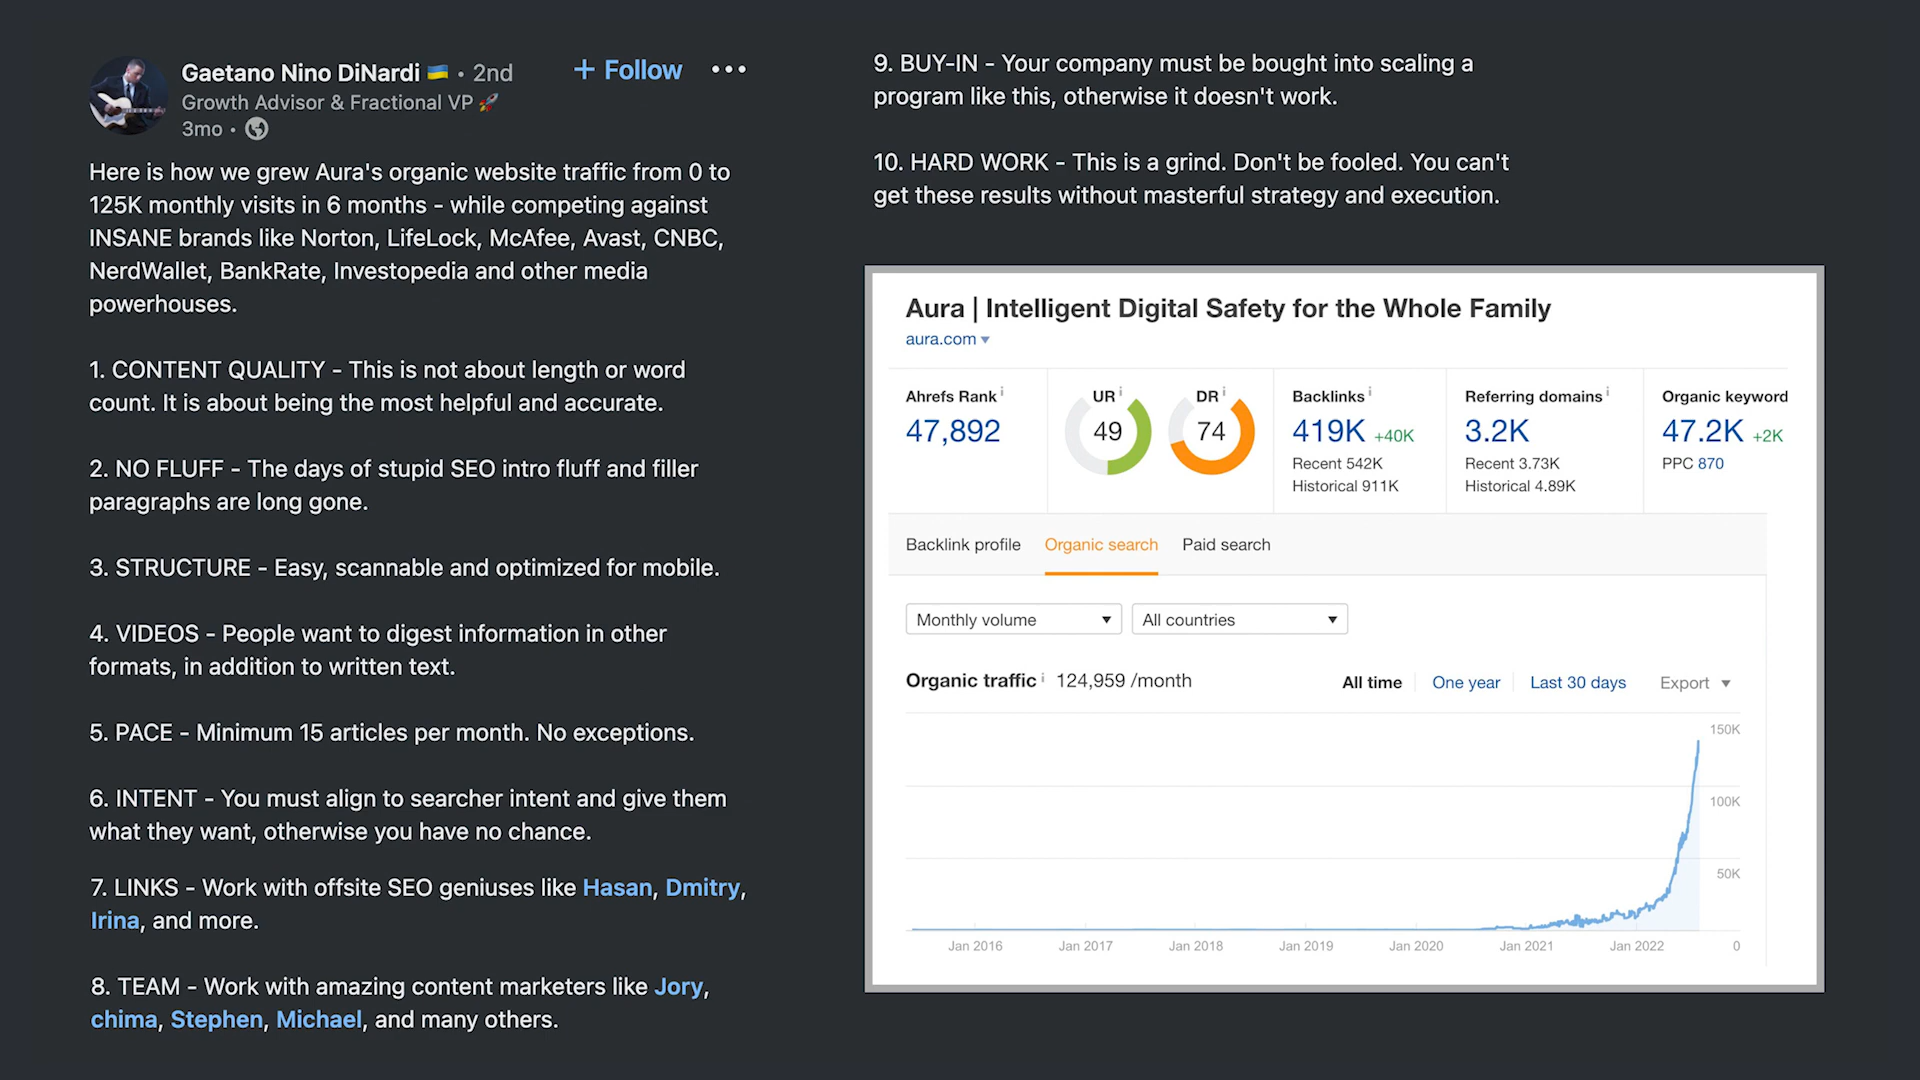 Gaetano Nino DiNardi 🇺🇦 • 2nd
+ Follow •••
Growth Advisor & Fractional VP 🚀
3mo •
Here is how we grew Aura's organic website traffic from 0 to
125K monthly visits in 6 months - while competing against
INSANE brands like Norton, LifeLock, McAfee, Avast, CNBC,
NerdWallet, BankRate, Investopedia and other media
powerhouses.
1. CONTENT QUALITY - This is not about length or word
count. It is about being the most helpful and accurate.
2. NO FLUFF - The days of stupid SEO intro fluff and filler
paragraphs are long gone.
3. STRUCTURE - Easy, scannable and optimized for mobile.
4. VIDEOS - People want to digest information in other
formats, in addition to written text.
5. PACE - Minimum 15 articles per month. No exceptions.
6. INTENT - You must align to searcher intent and give them
what they want, otherwise you have no chance.
7. LINKS - Work with offsite SEO geniuses like Hasan, Dmitry,
Irina, and more.
8. TEAM - Work with amazing content marketers like Jory,
chima, Stephen, Michael, and many others.
9. BUY-IN - Your company must be bought into scaling a
program like this, otherwise it doesn't work.
10. HARD WORK - This is a grind. Don't be fooled. You can't
get these results without masterful strategy and execution.
Aura | Intelligent Digital Safety for the Whole Family
aura.com
Ahrefs Rank i
47,892
UR i
49
DR i
74
Backlinks i
419K +40K
Recent 542K
Historical 911K
Referring domains i
3.2K
Recent 3.73K
Historical 4.89K
Organic keyword
47.2K +2K
PPC 870
Backlink profile Organic search Paid search
Monthly volume All countries
Organic traffic i 124,959 /month
All time One year Last 30 days Export
150K
100K
50K
0
Jan 2016 Jan 2017 Jan 2018 Jan 2019 Jan 2020 Jan 2021 Jan 2022